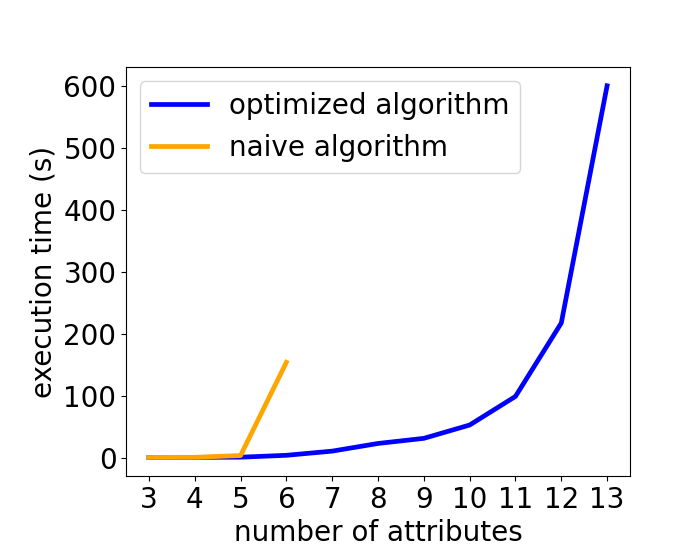 optimized algorithm
naive algorithm
execution time (s)
600
500
400
300
200
100
0
3 4 5 6 7 8 9 10 11 12 13
number of attributes